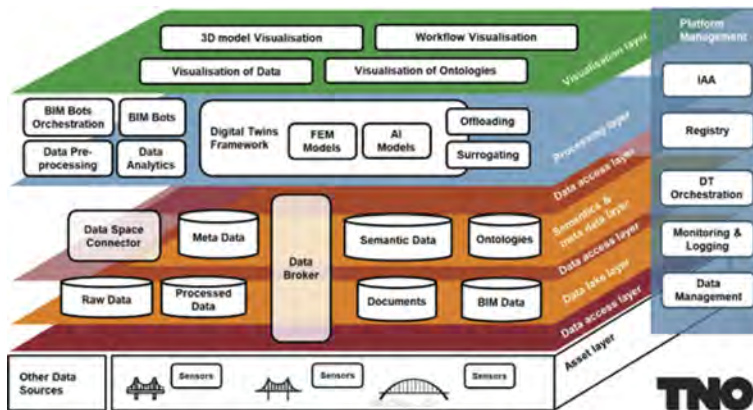 3D model Visualisation
Workflow Visualisation
Visualisation of Data
Visualisation of Ontologies
Visualisation layer
BIM Bots
Orchestration
BIM Bots
Data Pre-
processing
Data
Analytics
Digital Twins
Framework
FEM
Models
AI
Models
Offloading
Surrogating
Processing layer
Data access layer
Data Space
Connector
Meta Data
Data
Broker
Semantic Data
Ontologies
Semantics &
meta data layer
Data access layer
Raw Data
Processed
Data
Documents
BIM Data
Data lake layer
Data access layer
Other Data
Sources
Sensors
Sensors
Sensors
Asset layer
Platform
Management
IAA
Registry
DT
Orchestration
Monitoring &
Logging
Data
Management
TNO